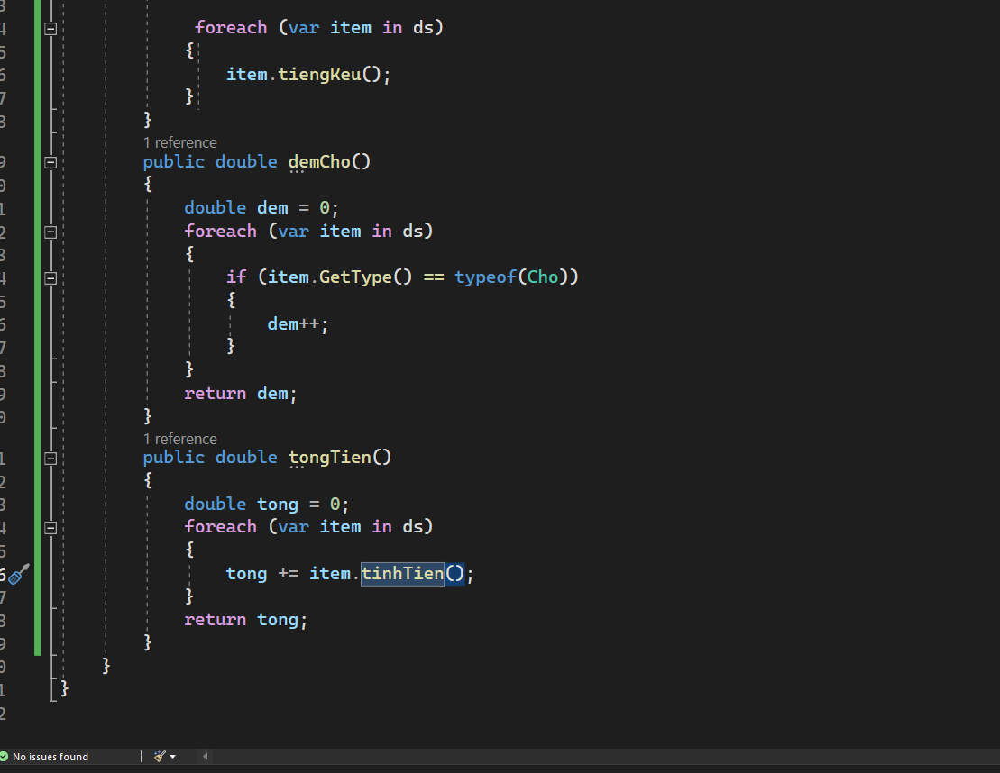 foreach (var item in ds)
{
item.tiengKeu();
}
}
1 reference
public double demCho()
{
double dem = 0;
foreach (var item in ds)
{
if (item.GetType() == typeof(Cho))
{
dem++;
}
}
return dem;
}
1 reference
public double tongTien()
{
double tong = 0;
foreach (var item in ds)
{
tong += item.tinhTien();
}
return tong;
}
}
}
No issues found